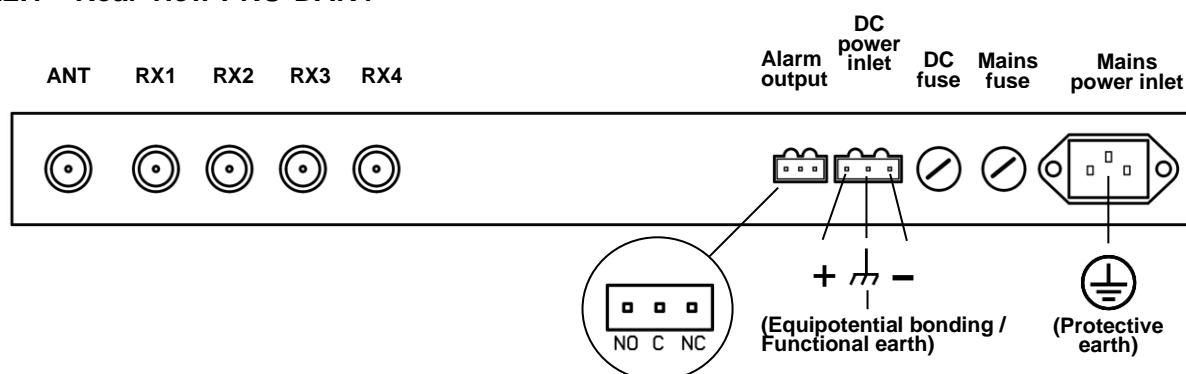 ANT
RX1
RX2
RX3
RX4
Alarm
output
DC
power
inlet
DC
fuse
Mains
fuse
Mains
power inlet
NO C NC
+
−
(Equipotential bonding /
Functional earth)
(Protective
earth)